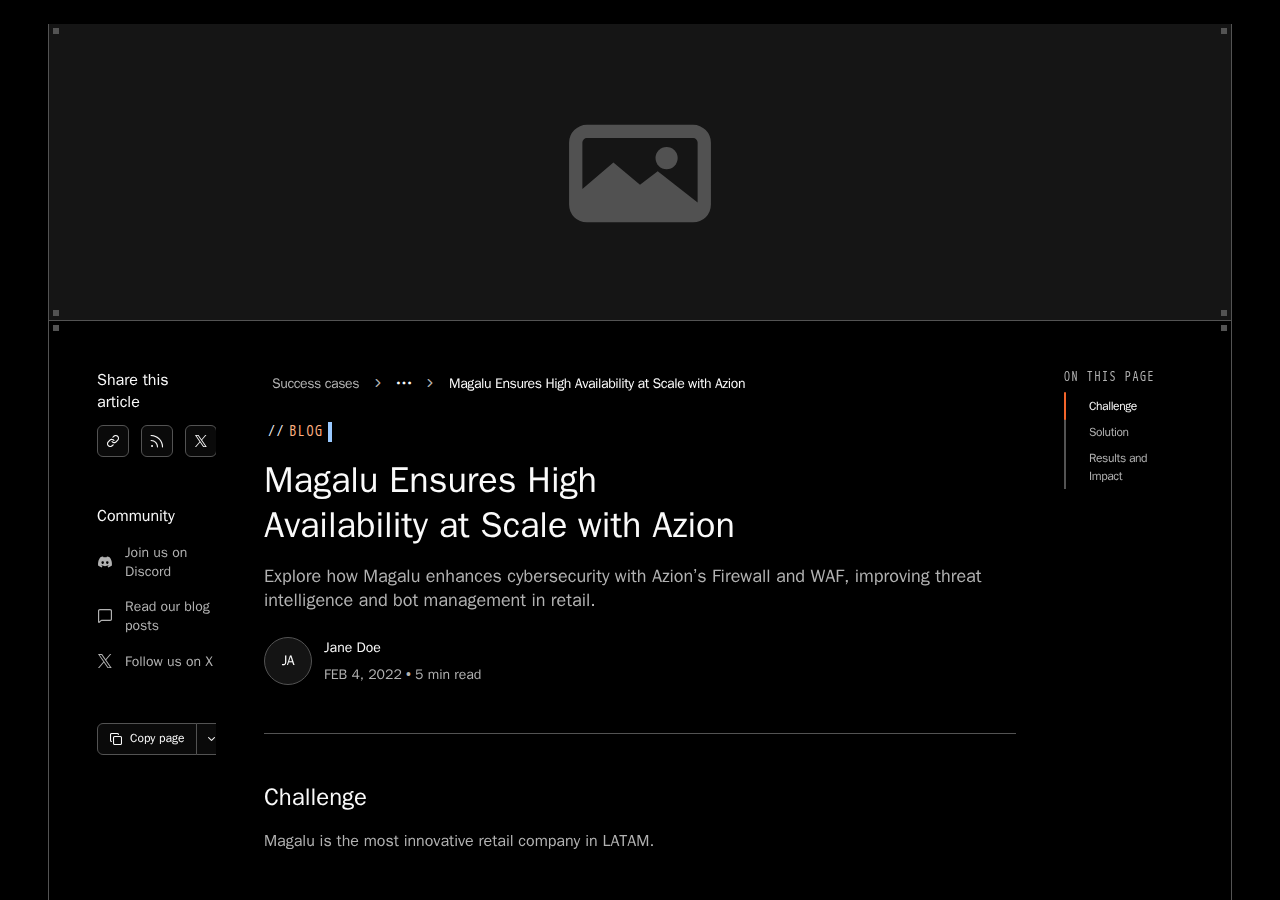 Share this
article
Community
Join us on
Discord
Read our blog
posts
Follow us on X
Copy page
Success cases
Magalu Ensures High Availability at Scale with Azion
// BLOG
Magalu Ensures High
Availability at Scale with Azion
Explore how Magalu enhances cybersecurity with Azion’s Firewall and WAF, improving threat
intelligence and bot management in retail.
JA
Jane Doe
FEB 4, 2022 • 5 min read
Challenge
Magalu is the most innovative retail company in LATAM.
ON THIS PAGE
Challenge
Solution
Results and
Impact